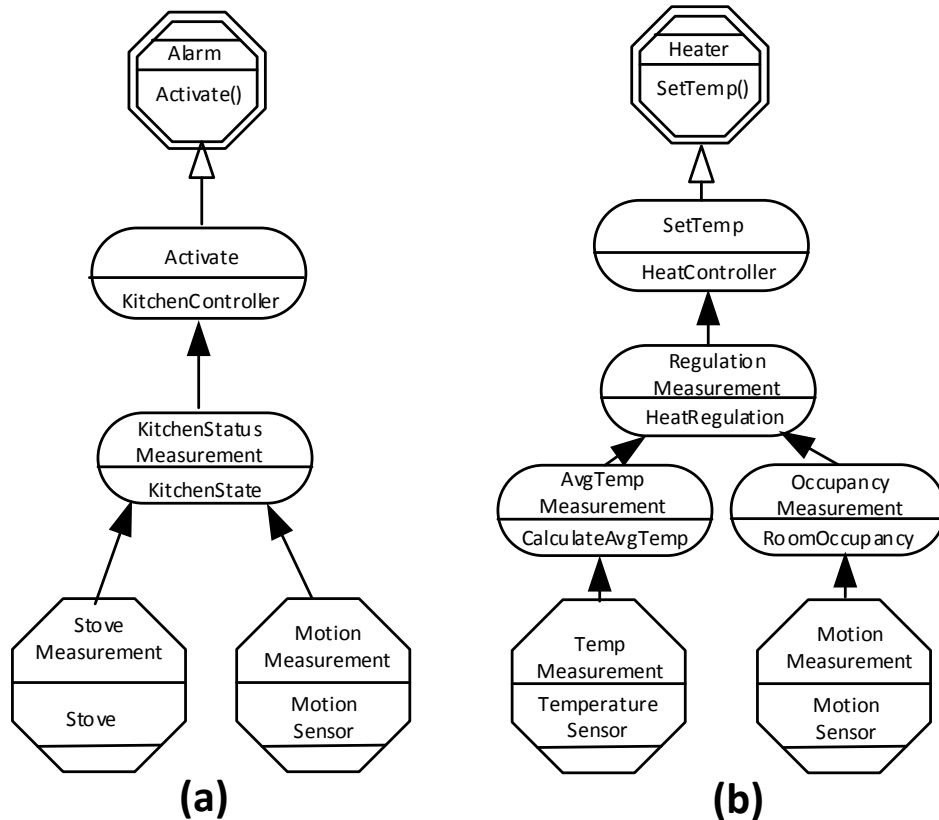 Alarm
Activate()
Activate
KitchenController
KitchenStatus
Measurement
KitchenState
Stove
Measurement
Stove
Motion
Measurement
Motion
Sensor
(a)
Heater
SetTemp()
SetTemp
HeatController
Regulation
Measurement
HeatRegulation
AvgTemp
Measurement
CalculateAvgTemp
Occupancy
Measurement
RoomOccupancy
Temp
Measurement
Temperature
Sensor
Motion
Measurement
Motion
Sensor
(b)